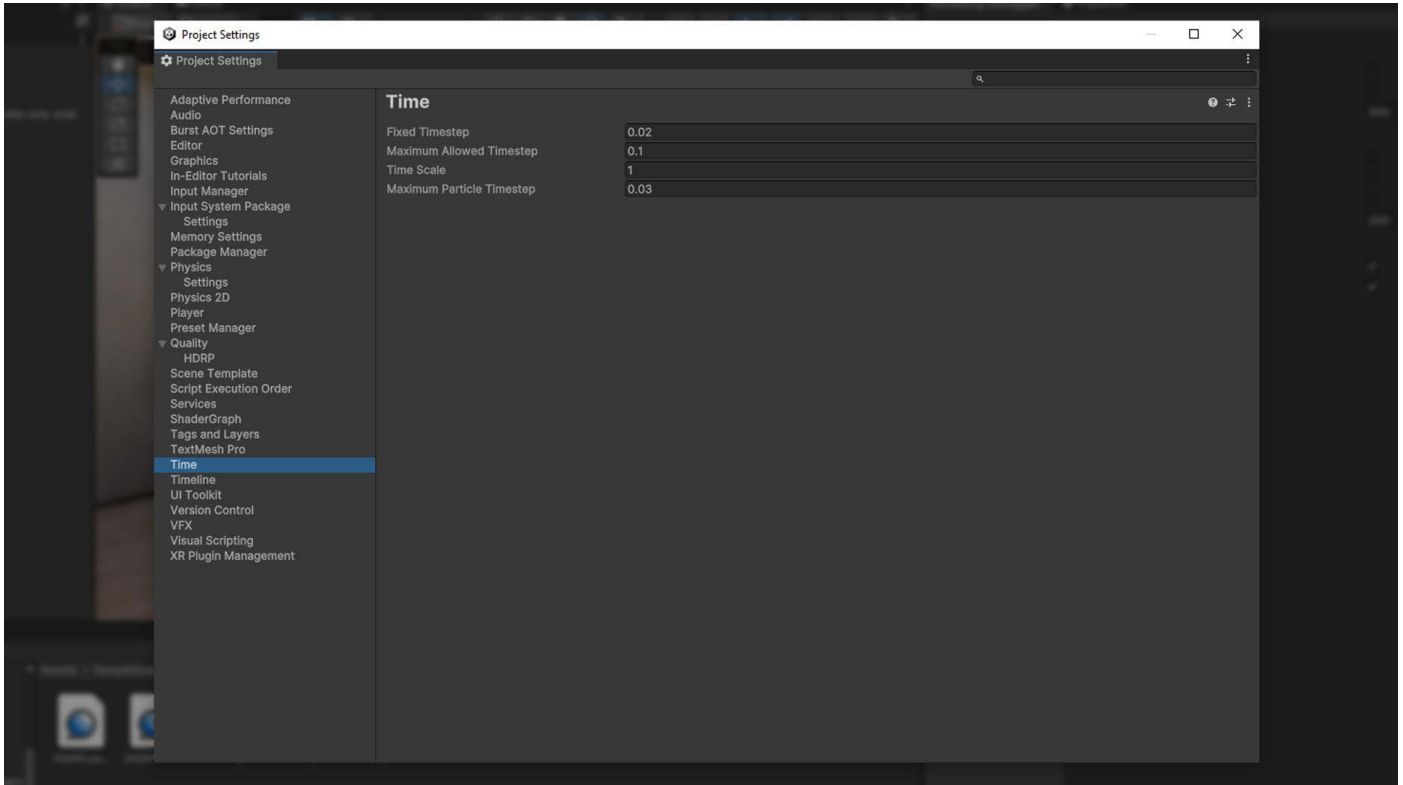 Project Settings
Project Settings
Adaptive Performance
Audio
Burst AOT Settings
Editor
Graphics
In-Editor Tutorials
Input Manager
Input System Package
Settings
Memory Settings
Package Manager
Physics
Settings
Physics 2D
Player
Preset Manager
Quality
HDRP
Scene Template
Script Execution Order
Services
ShaderGraph
Tags and Layers
TextMesh Pro
Time
Timeline
UI Toolkit
Version Control
VFX
Visual Scripting
XR Plugin Management
Time
Fixed Timestep 0.02
Maximum Allowed Timestep 0.1
Time Scale 1
Maximum Particle Timestep 0.03